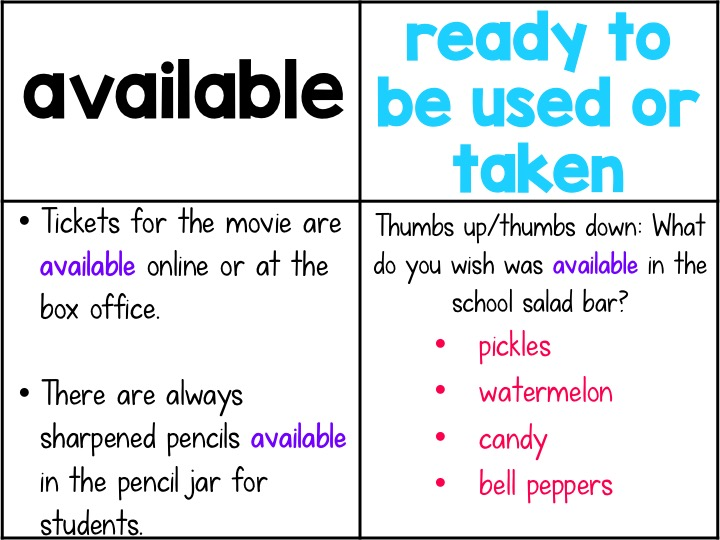 available
ready to
be used or
taken
• Tickets for the movie are
available online or at the
box office.
• There are always
sharpened pencils available
in the pencil jar for
students.
Thumbs up/thumbs down: What
do you wish was available in the
school salad bar?
• pickles
• watermelon
• candy
• bell peppers